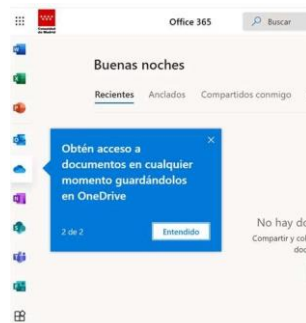 Office 365
Buscar
Buenas noches
Recientes Anclados Compartidos conmigo
Obtén acceso a
documentos en cualquier
momento guardándolos
en OneDrive
2 de 2
Entendido
No hay do
Compartir y col
doc